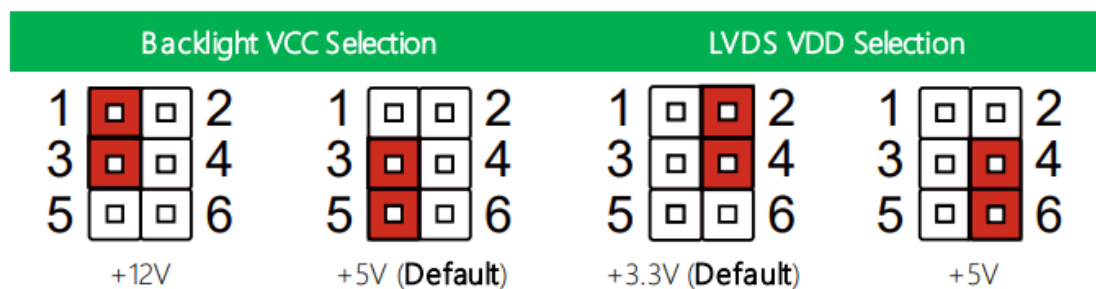 Backlight VCC Selection LVDS VDD Selection
1 2 1 2 1 2 1 2
3 4 3 4 3 4 3 4
5 6 5 6 5 6 5 6
+12V +5V (Default) +3.3V (Default) +5V